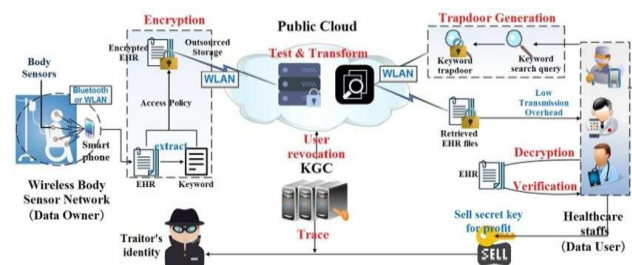 Encryption
Public Cloud
Trapdoor Generation
Body
Sensors
Encrypted
EHR
Outsourced
Storage
Test & Transform
WLAN
WLAN
Keyword
trapdoor
Keyword
search query
Bluetooth
or WLAN
Access Policy
Smart
phone
extract
EHR
Keyword
User
revocation
KGC
Retrieved
EHR files
Low
Transmission
Overhead
Decryption
EHR
Verification
Wireless Body
Sensor Network
(Data Owner)
Trace
Sell secret key
for profit
SELL
Healthcare
staffs
(Data User)
Traitor's
identity